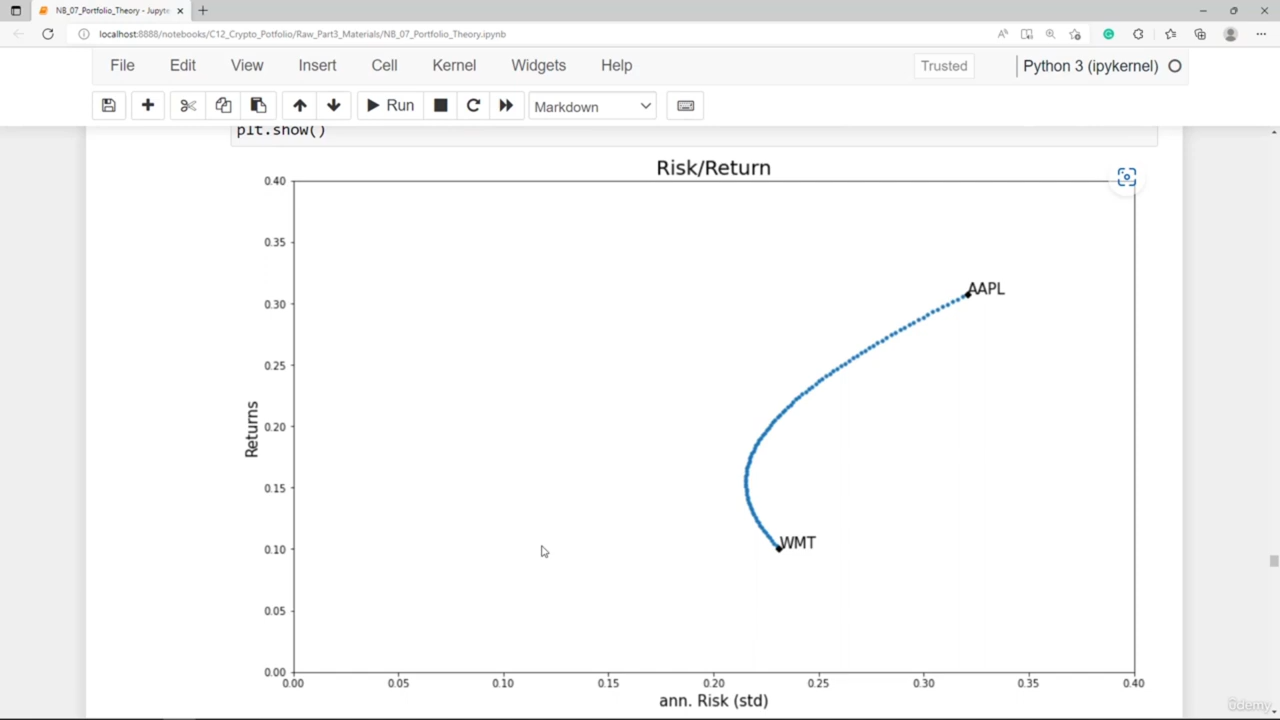 NB_07_Portfolio_Theory - Jupyte
localhost:8888/notebooks/C12_Crypto_Potfolio/Raw_Part3_Materials/NB_07_Portfolio_Theory.ipynb
File Edit View Insert Cell Kernel Widgets Help Trusted Python 3 (ipykernel)
Run Markdown
plt.show()
Risk/Return
0.40
0.35
AAPL
0.30
0.25
Returns
0.20
0.15
WMT
0.10
0.05
0.00
0.00 0.05 0.10 0.15 0.20 0.25 0.30 0.35 0.40
ann. Risk (std)
ûdemy